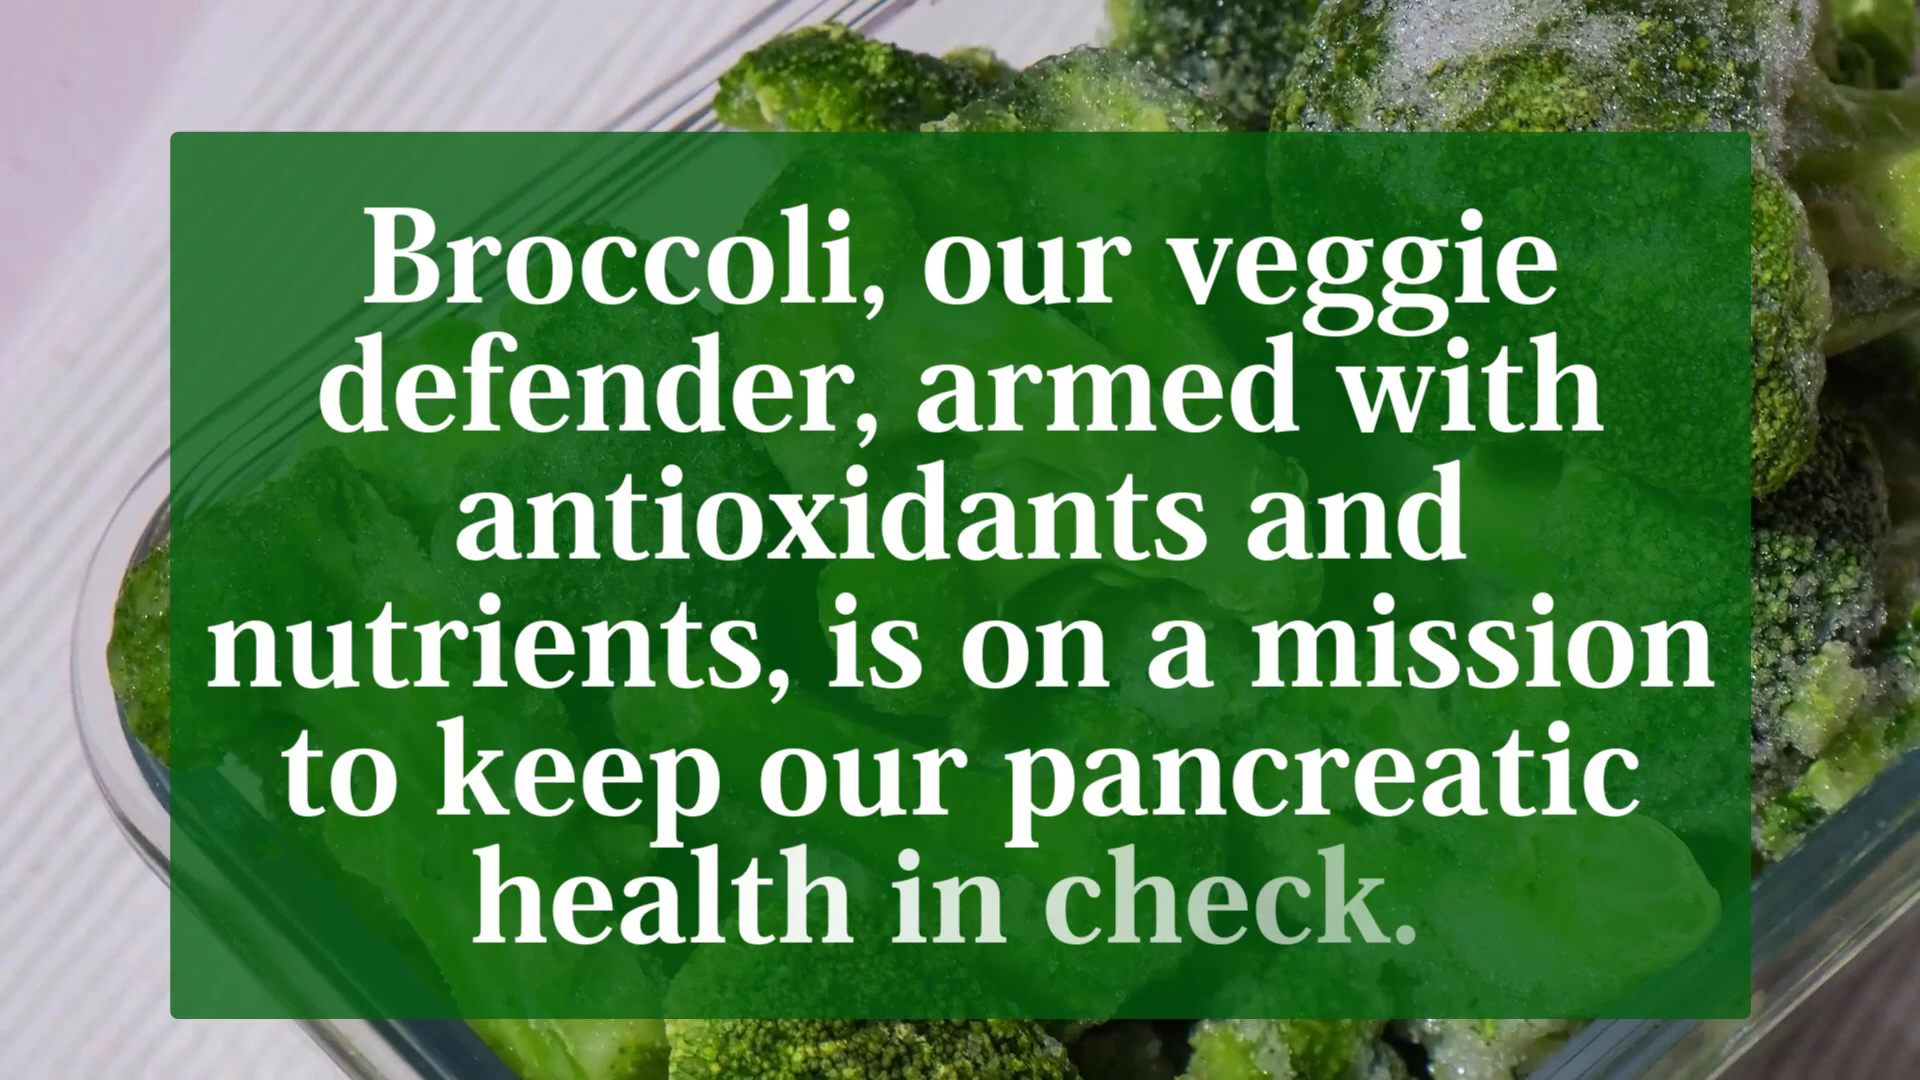 Broccoli, our veggie
defender, armed with
antioxidants and
nutrients, is on a mission
to keep our pancreatic
health in check.